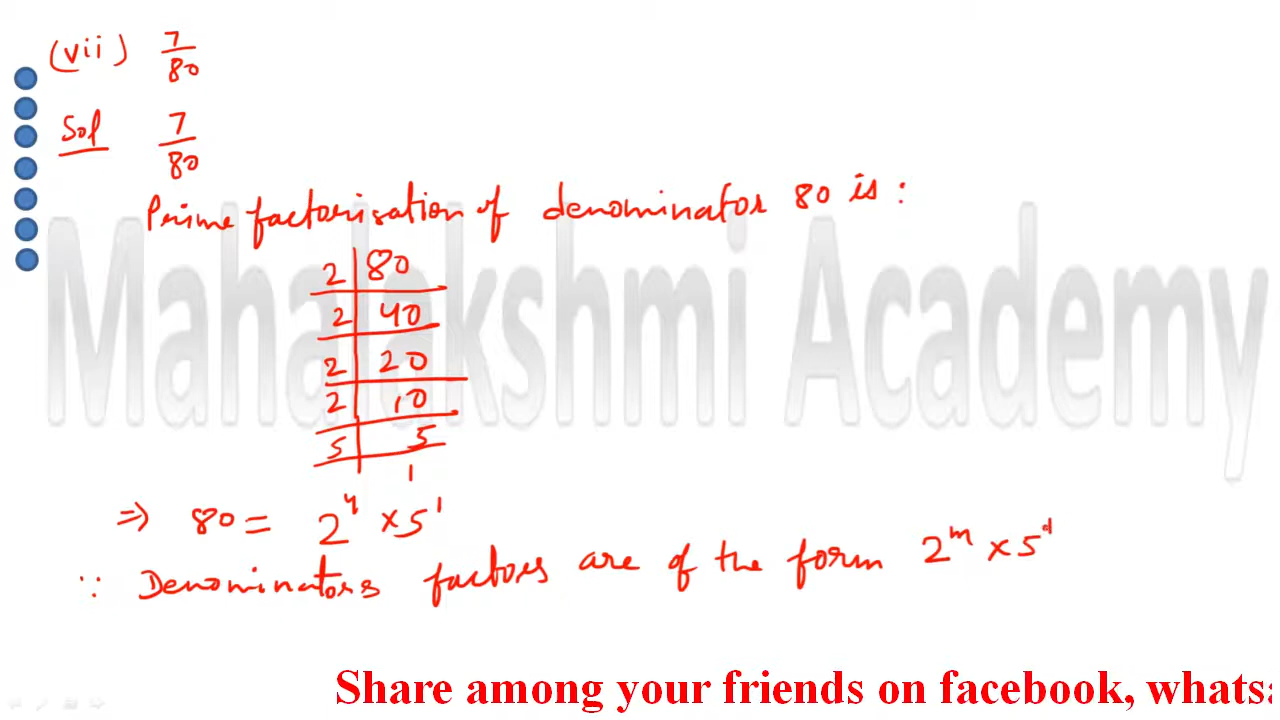 (vii) 7/80
Sol 7/80
Prime factorisation of denominator 80 is :
2 | 80
2 | 40
2 | 20
2 | 10
5 | 5
1
⇒ 80 = 2⁴ × 5¹
∵ Denominators factors are of the form 2ᵐ × 5
Mahalakshmi Academy
Share among your friends on facebook, whatsa